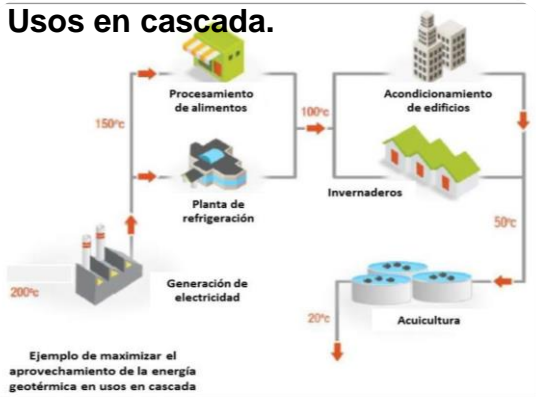 Usos en cascada.
Procesamiento
de alimentos
Acondicionamiento
de edificios
150°c
100°c
Planta de
refrigeración
Invernaderos
50°c
Generación de
electricidad
200°c
20°c
Acuicultura
Ejemplo de maximizar el
aprovechamiento de la energía
geotérmica en usos en cascada